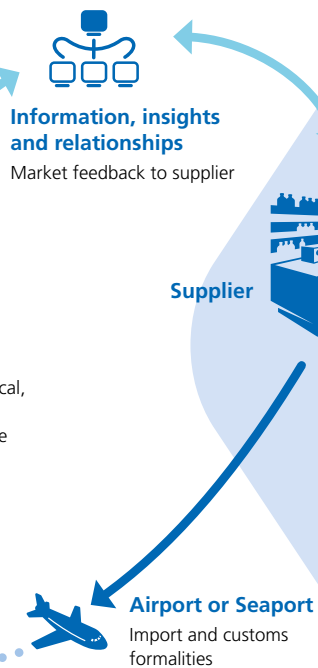 Information, insights
and relationships
Market feedback to supplier
Supplier
Airport or Seaport
Import and customs
formalities